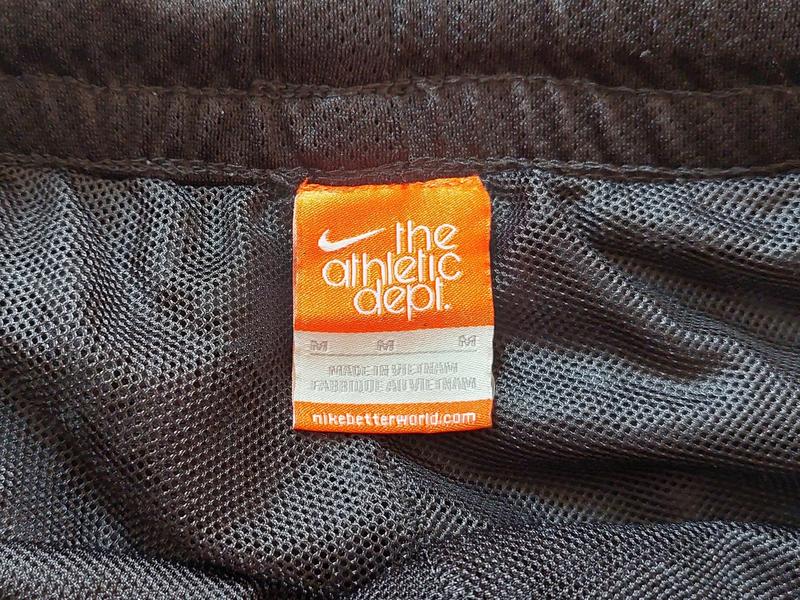 the
athletic
dept.
M M M
MADE IN VIETNAM
FABRIQUE AU VIETNAM
nikebetterworld.com